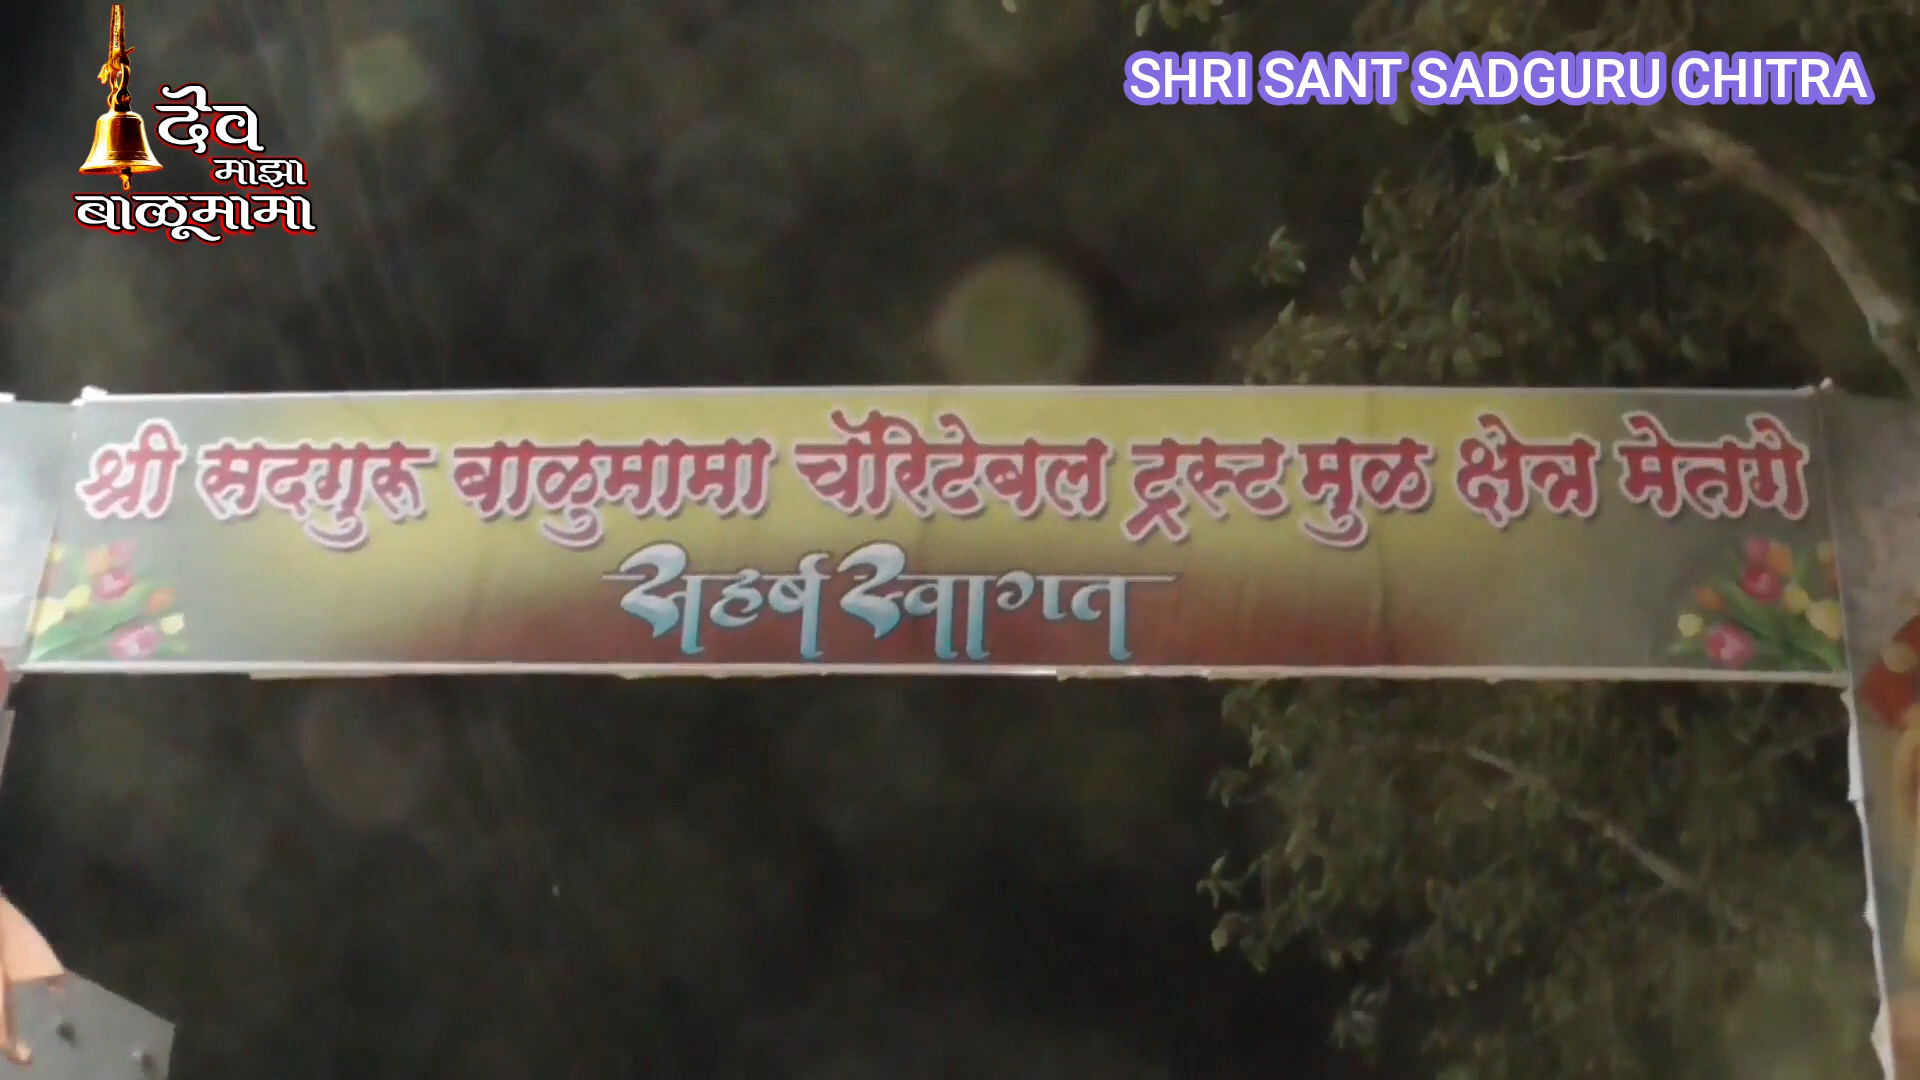 देव
माझा
बाळूमामा
SHRI SANT SADGURU CHITRA
श्री सदगुरू बाळुमामा चॅरिटेबल ट्रस्ट मुळ क्षेत्र मेतगे
सहर्ष स्वागत